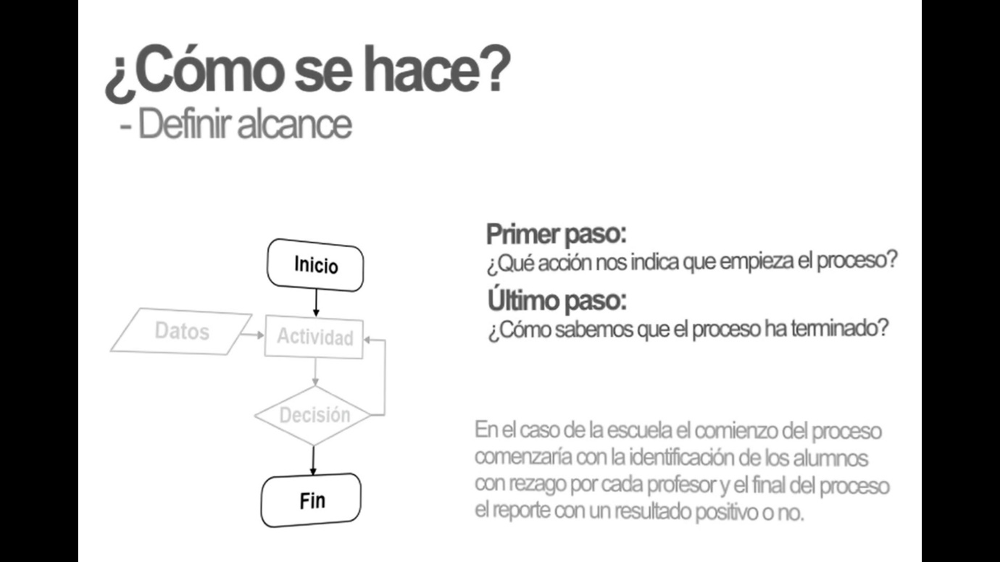 ¿Cómo se hace?
- Definir alcance
Inicio
Datos
Actividad
Decisión
Fin
Primer paso:
¿Qué acción nos indica que empieza el proceso?
Último paso:
¿Cómo sabemos que el proceso ha terminado?
En el caso de la escuela el comienzo del proceso
comenzaría con la identificación de los alumnos
con rezago por cada profesor y el final del proceso
el reporte con un resultado positivo o no.